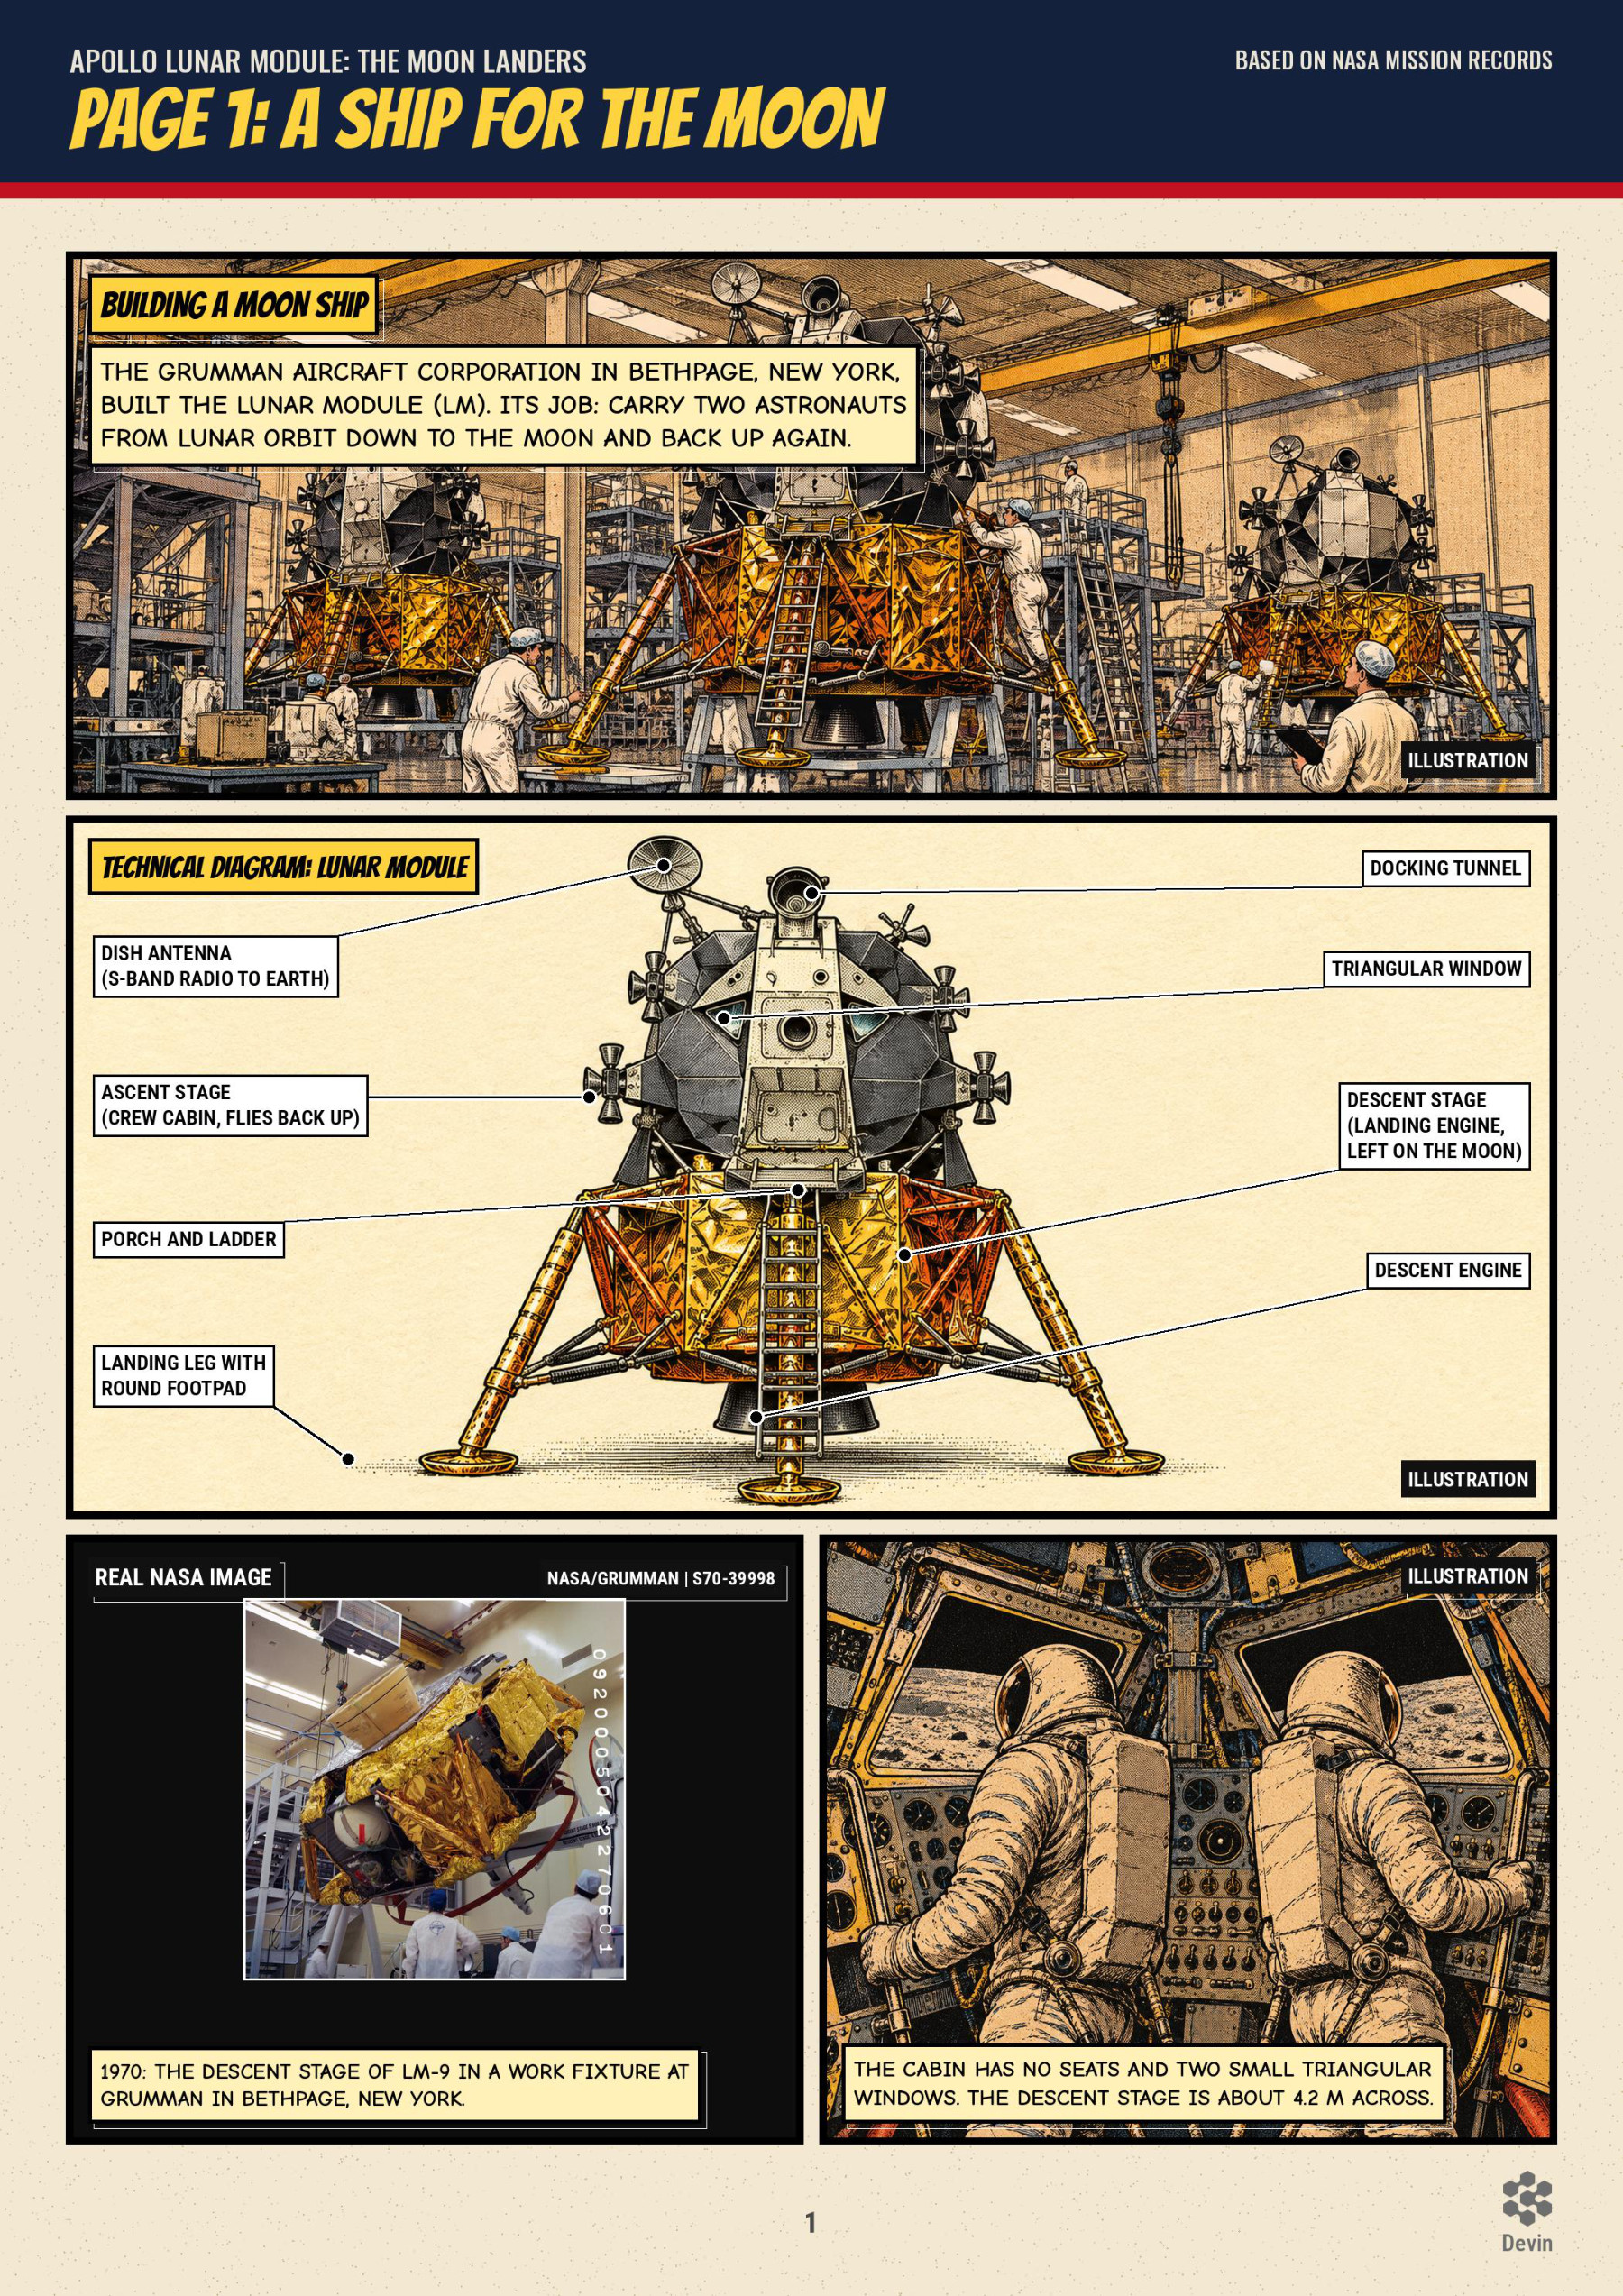 APOLLO LUNAR MODULE: THE MOON LANDERS
BASED ON NASA MISSION RECORDS
PAGE 1: A SHIP FOR THE MOON
BUILDING A MOON SHIP
THE GRUMMAN AIRCRAFT CORPORATION IN BETHPAGE, NEW YORK,
BUILT THE LUNAR MODULE (LM). ITS JOB: CARRY TWO ASTRONAUTS
FROM LUNAR ORBIT DOWN TO THE MOON AND BACK UP AGAIN.
ILLUSTRATION
TECHNICAL DIAGRAM: LUNAR MODULE
DISH ANTENNA
(S-BAND RADIO TO EARTH)
ASCENT STAGE
(CREW CABIN, FLIES BACK UP)
PORCH AND LADDER
LANDING LEG WITH
ROUND FOOTPAD
DOCKING TUNNEL
TRIANGULAR WINDOW
DESCENT STAGE
(LANDING ENGINE,
LEFT ON THE MOON)
DESCENT ENGINE
ILLUSTRATION
REAL NASA IMAGE
NASA/GRUMMAN | S70-39998
0920005042270601
1970: THE DESCENT STAGE OF LM-9 IN A WORK FIXTURE AT
GRUMMAN IN BETHPAGE, NEW YORK.
ILLUSTRATION
THE CABIN HAS NO SEATS AND TWO SMALL TRIANGULAR
WINDOWS. THE DESCENT STAGE IS ABOUT 4.2 M ACROSS.
1
Devin